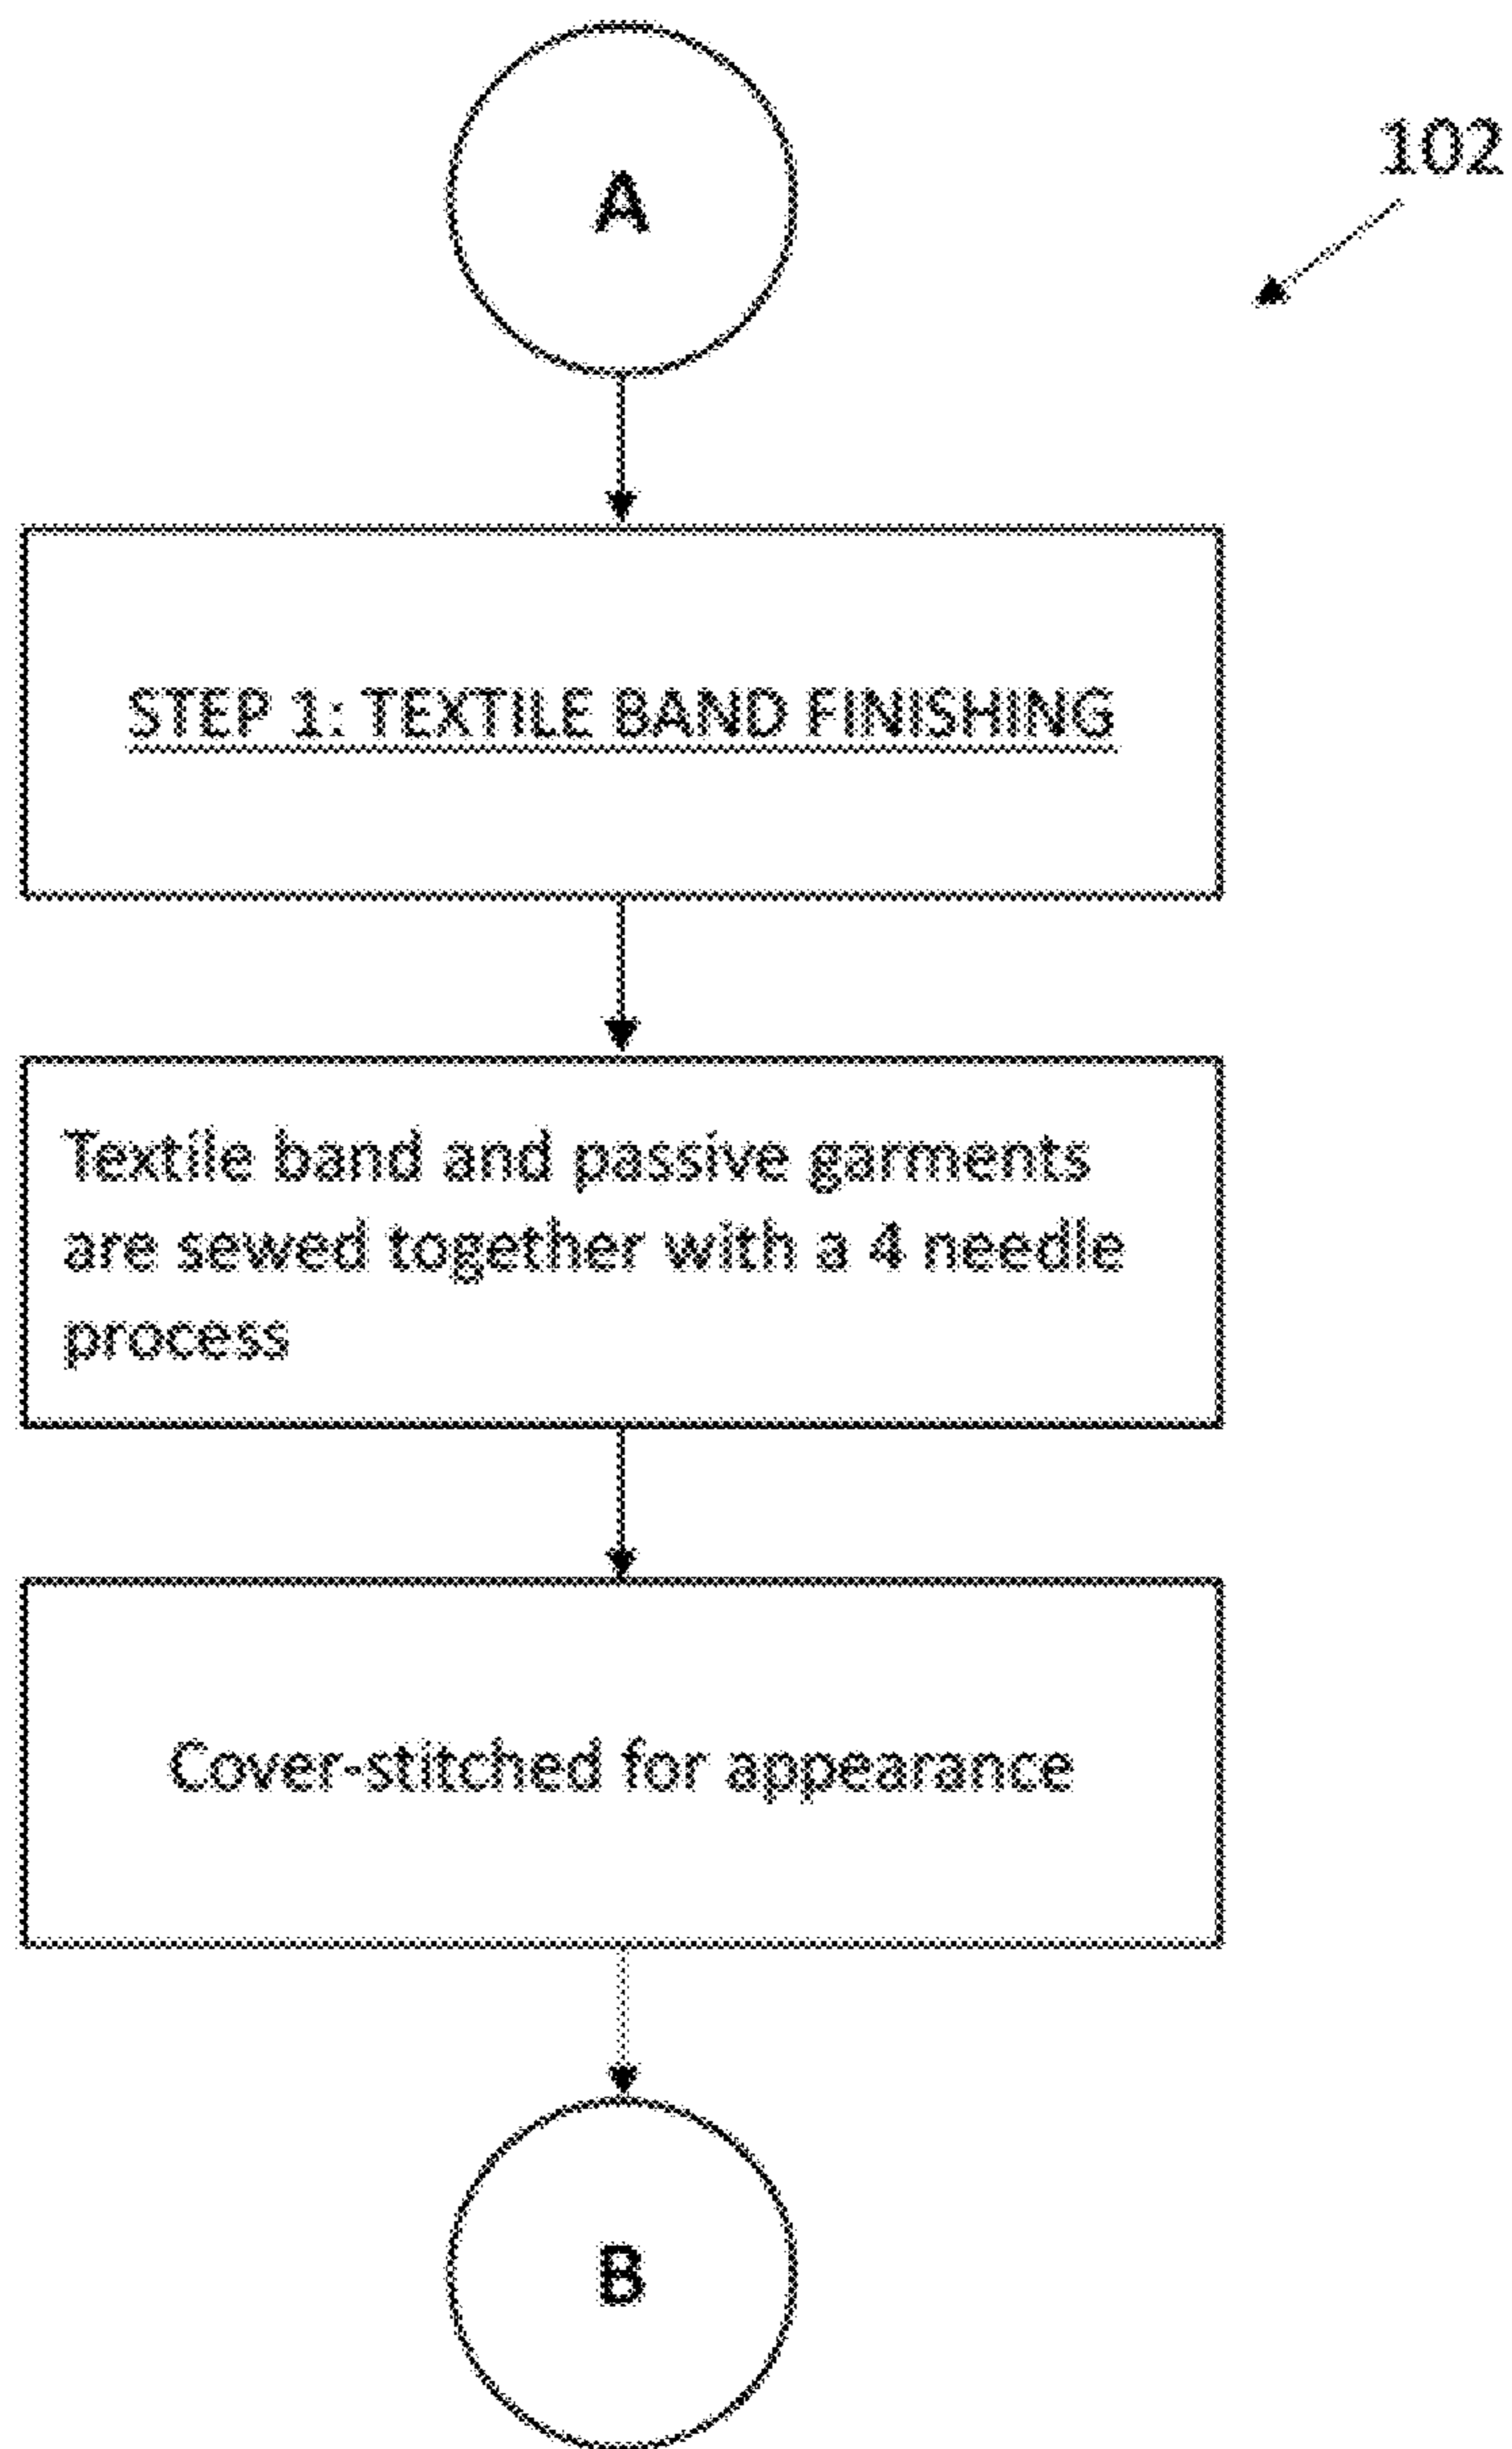 A
102
STEP 1: TEXTILE BAND FINISHING
Textile band and passive garments
are sewed together with a 4 needle
process
Cover-stitched for appearance
B